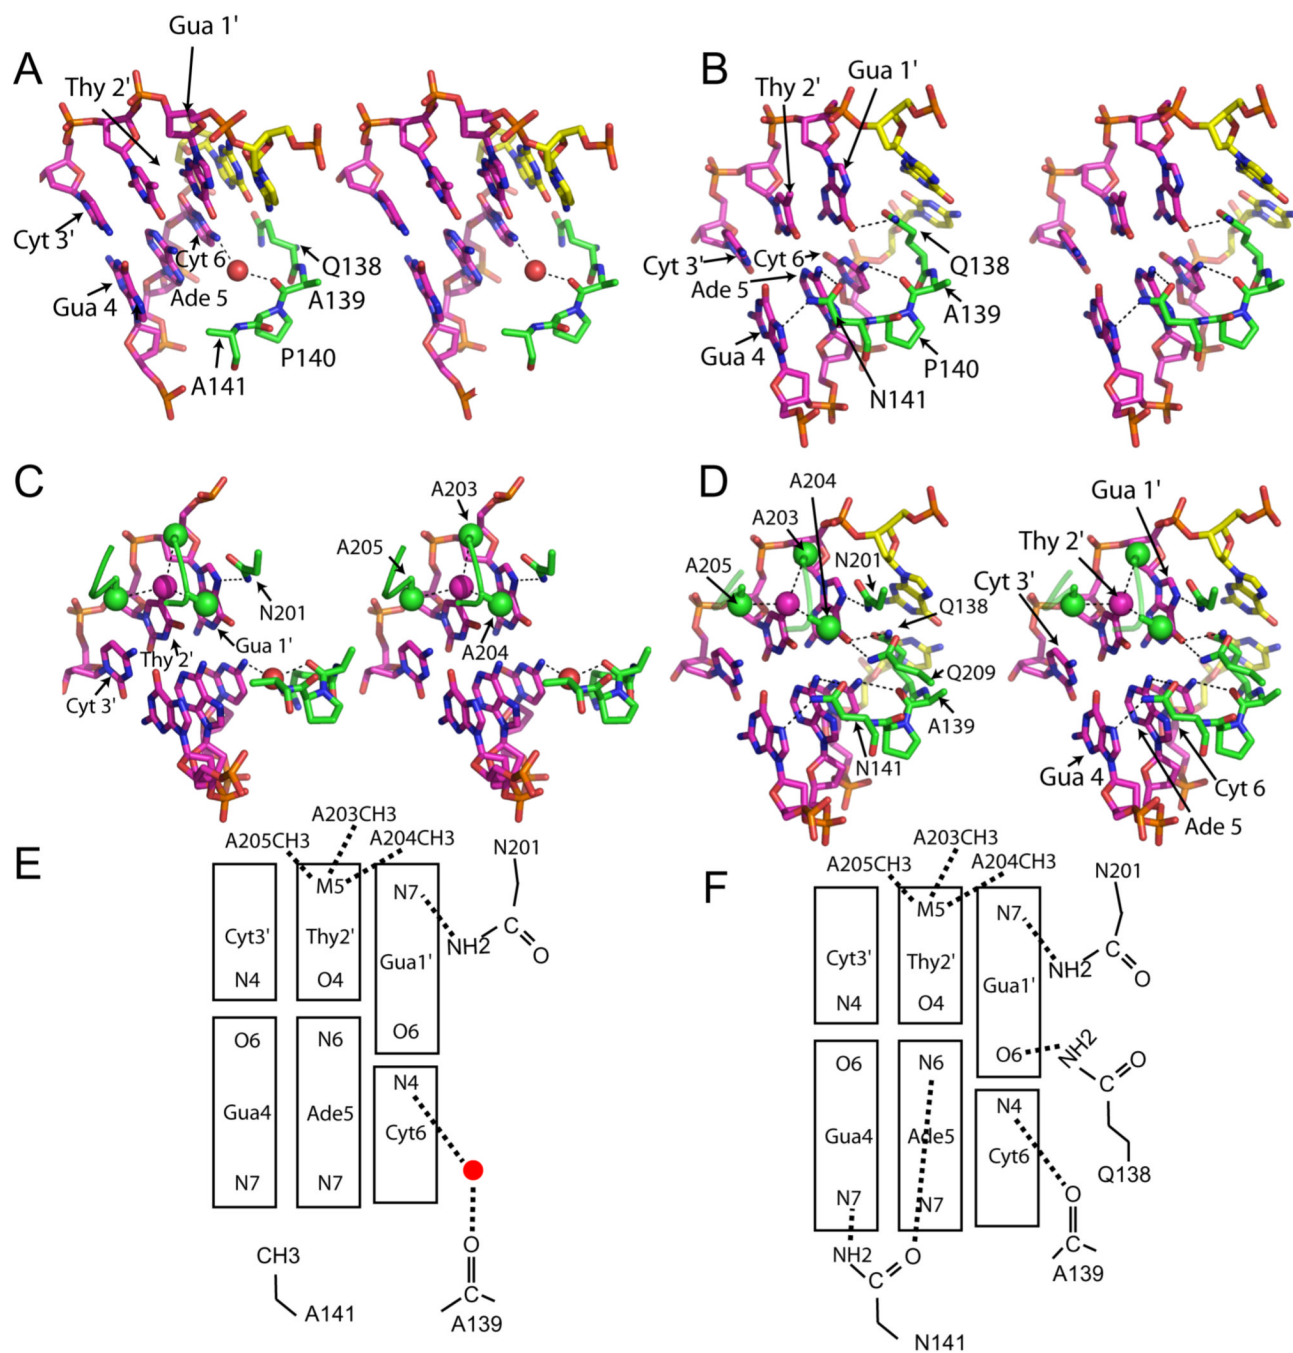 A
Gua 1'
Thy 2'
Cyt 3'
Cyt 6
Gua 4
Ade 5
Q138
A139
P140
A141
B
Thy 2'
Gua 1'
Cyt 3'
Cyt 6
Ade 5
Gua 4
Q138
A139
P140
N141
C
A203
A205
N201
Thy 2'
Gua 1'
A204
Cyt 3'
D
A204
A203
N201
A205
Q138
Q209
A139
N141
Gua 1'
Thy 2'
Cyt 3'
Gua 4
Cyt 6
Ade 5
E
A203CH3
A205CH3
A204CH3
N201
M5
N7
Cyt3'
Thy2'
NH2
C
O
Gua1'
N4
O4
O6
O6
N6
N4
Gua4
Ade5
Cyt6
N7
N7
O
CH3
C
A141
A139
F
A203CH3
A205CH3
A204CH3
N201
M5
N7
Cyt3'
Thy2'
NH2
C
O
Gua1'
N4
O4
O6
NH2
O
C
O6
N6
N4
Gua4
Ade5
Cyt6
Q138
N7
N7
O
NH2
O
C
C
A139
N141